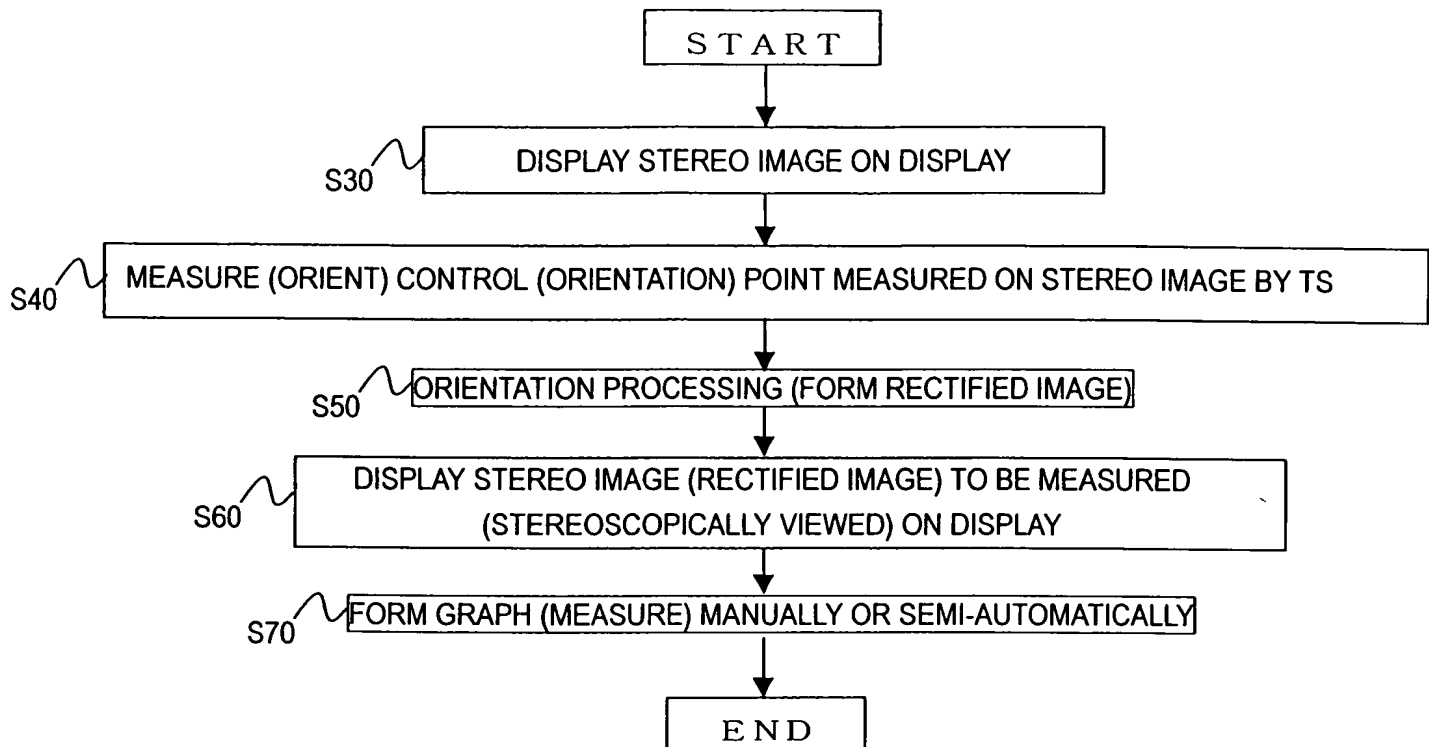 START
S30
DISPLAY STEREO IMAGE ON DISPLAY
S40
MEASURE (ORIENT) CONTROL (ORIENTATION) POINT MEASURED ON STEREO IMAGE BY TS
S50
ORIENTATION PROCESSING (FORM RECTIFIED IMAGE)
S60
DISPLAY STEREO IMAGE (RECTIFIED IMAGE) TO BE MEASURED
(STEREOSCOPICALLY VIEWED) ON DISPLAY
S70
FORM GRAPH (MEASURE) MANUALLY OR SEMI-AUTOMATICALLY
END